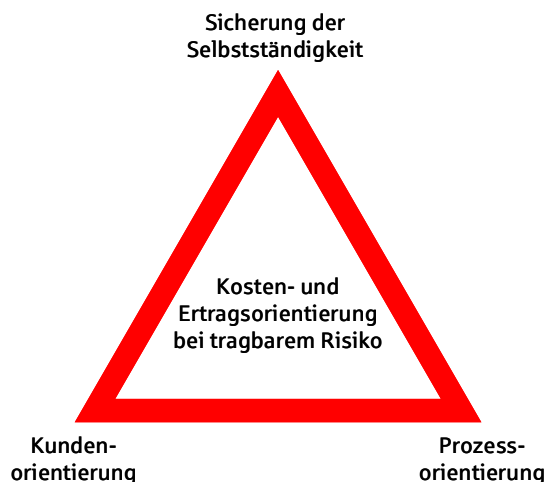 Sicherung der
Selbstständigkeit
Kosten- und
Ertragsorientierung
bei tragbarem Risiko
Kunden-
orientierung
Prozess-
orientierung